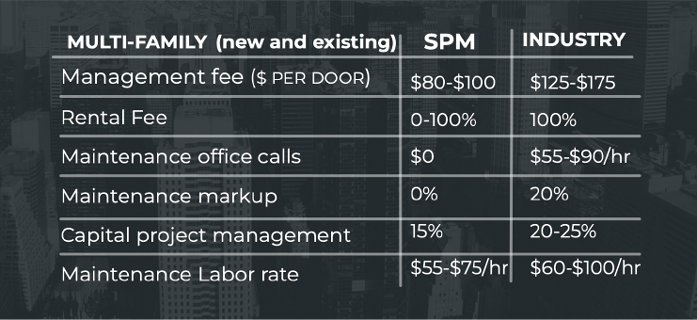 MULTI-FAMILY (new and existing) SPM INDUSTRY
Management fee ($ PER DOOR) $80-$100 $125-$175
Rental Fee 0-100% 100%
Maintenance office calls $0 $55-$90/hr
Maintenance markup 0% 20%
Capital project management 15% 20-25%
Maintenance Labor rate $55-$75/hr $60-$100/hr